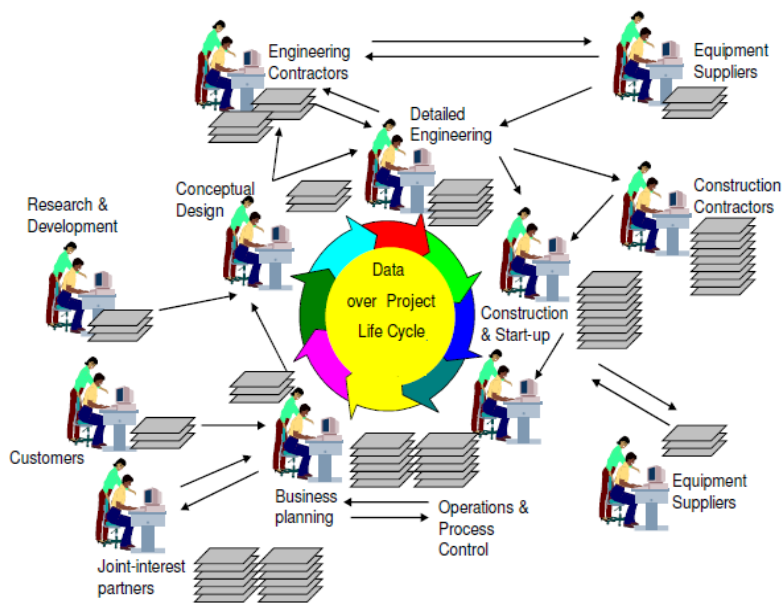 Engineering
Contractors
Equipment
Suppliers
Detailed
Engineering
Conceptual
Design
Research &
Development
Construction
Contractors
Data
over Project
Life Cycle
Construction
& Start-up
Customers
Business
planning
Operations &
Process
Control
Equipment
Suppliers
Joint-interest
partners